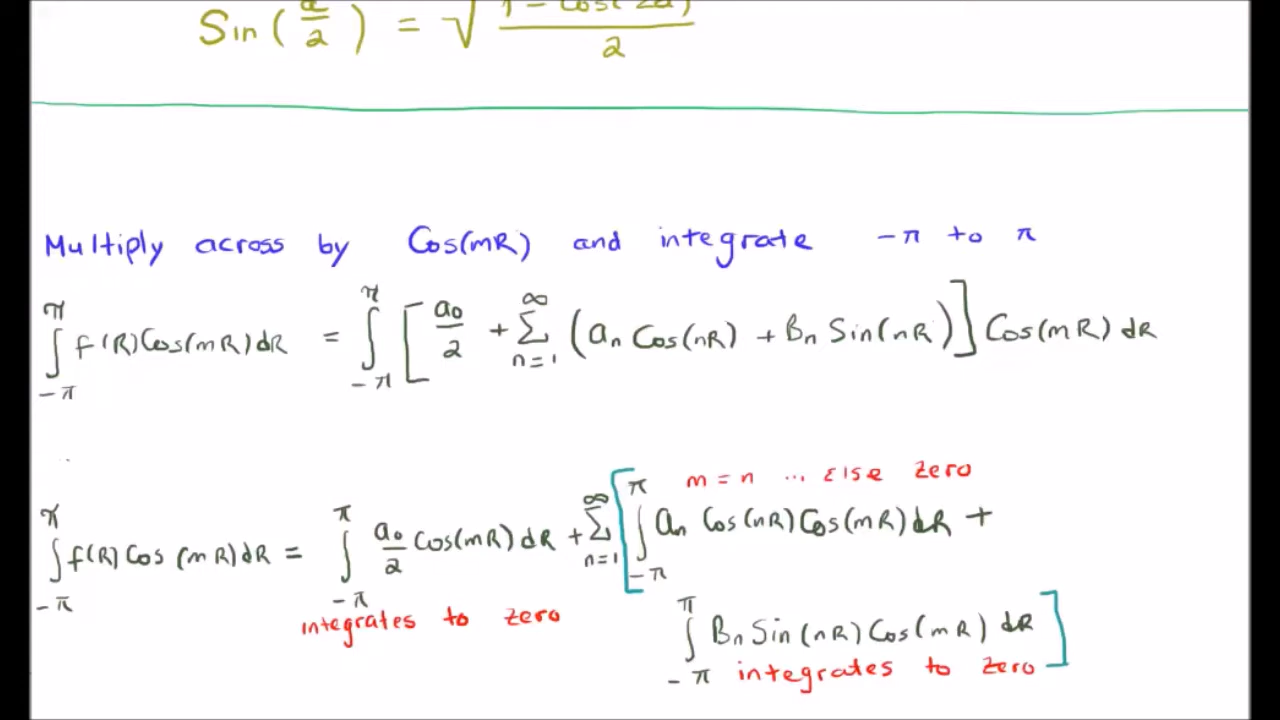 Sin(a/2) = √((1 - Cos(2a))/2)
Multiply across by Cos(mR) and integrate -π to π
∫_{-π}^{π} f(R)Cos(mR)dR = ∫_{-π}^{π} [a₀/2 + ∑_{n=1}^{∞} (aₙ Cos(nR) + Bₙ Sin(nR))] Cos(mR) dR
m = n ... else zero
∫_{-π}^{π} f(R)Cos(mR)dR = ∫_{-π}^{π} a₀/2 Cos(mR)dR + ∑_{n=1}^{∞} [∫_{-π}^{π} aₙ Cos(nR)Cos(mR)dR +
integrates to zero
∫_{-π}^{π} Bₙ Sin(nR)Cos(mR)dR]
integrates to zero